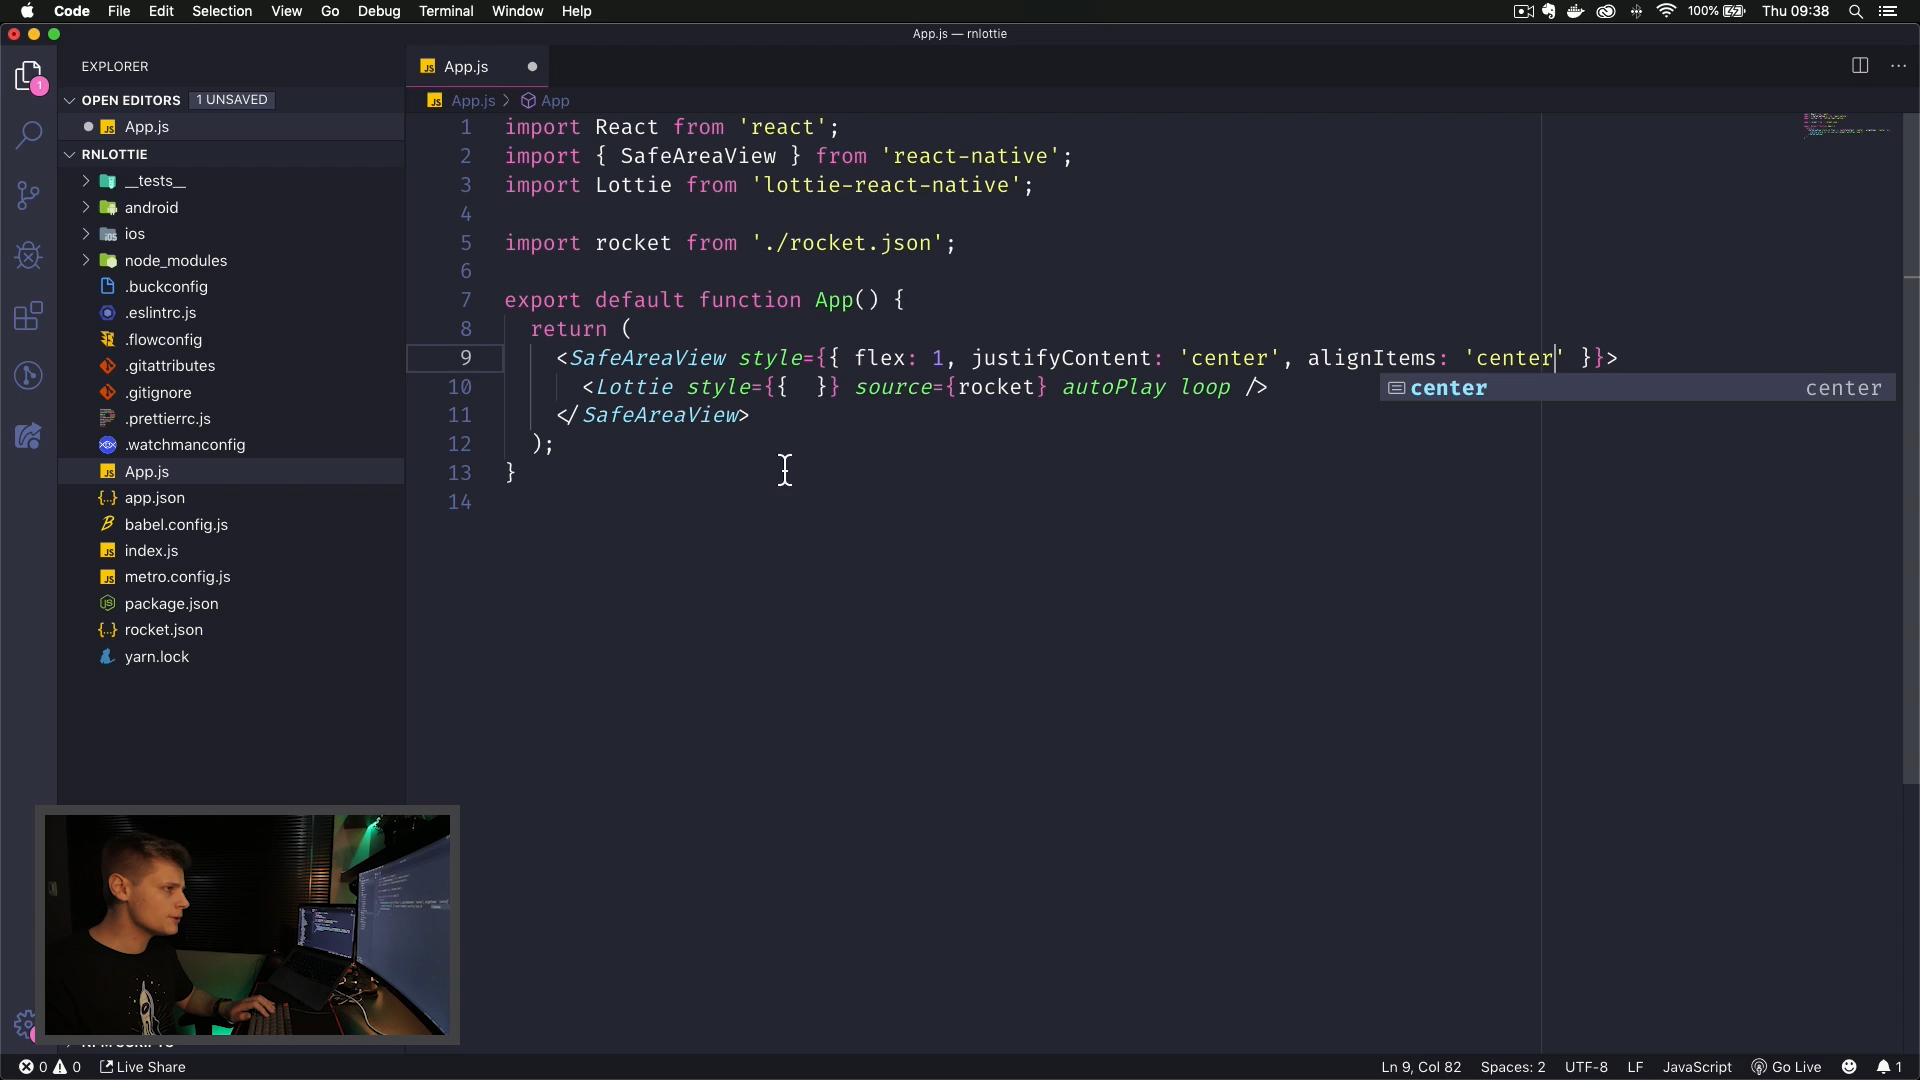 Code File Edit Selection View Go Debug Terminal Window Help
100% Thu 09:38
App.js — rnlottie
EXPLORER
1
OPEN EDITORS 1 UNSAVED
App.js
RNLOTTIE
__tests__
android
ios
node_modules
.buckconfig
.eslintrc.js
.flowconfig
.gitattributes
.gitignore
.prettierrc.js
.watchmanconfig
App.js
app.json
babel.config.js
index.js
metro.config.js
package.json
rocket.json
yarn.lock
App.js
App.js > App
1 import React from 'react';
2 import { SafeAreaView } from 'react-native';
3 import Lottie from 'lottie-react-native';
4
5 import rocket from './rocket.json';
6
7 export default function App() {
8 return (
9 <SafeAreaView style={{ flex: 1, justifyContent: 'center', alignItems: 'center' }}>
10 <Lottie style={{  }} source={rocket} autoPlay loop />
center center
11 </SafeAreaView>
12 );
13 }
14
0 0 Live Share
Ln 9, Col 82 Spaces: 2 UTF-8 LF JavaScript Go Live 1